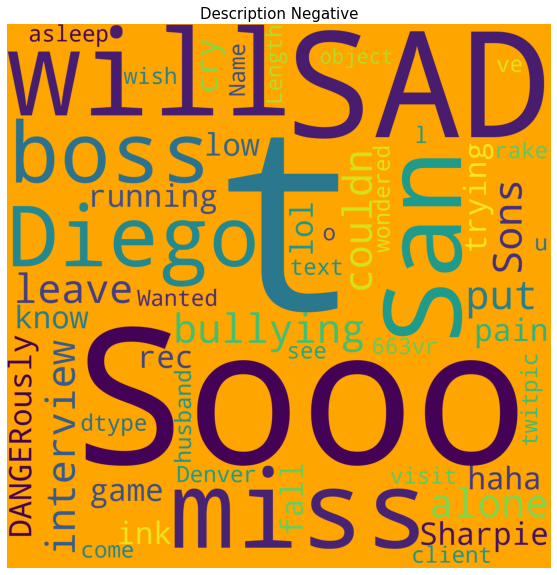 Description Negative
asleep
will
SAD
wish
cry
Name
Length
object
ve
boss
low
t
l
rake
running
lol
o
couldn
wondered
San
trying
Sons
u
Diego
text
leave
Wanted
put
know
bullying
see
663vr
pain
Sooo
rec
DANGERously
interview
dtype
husband
twitpic
game
Denver
fall
visit
haha
miss
alone
ink
Sharpie
come
client